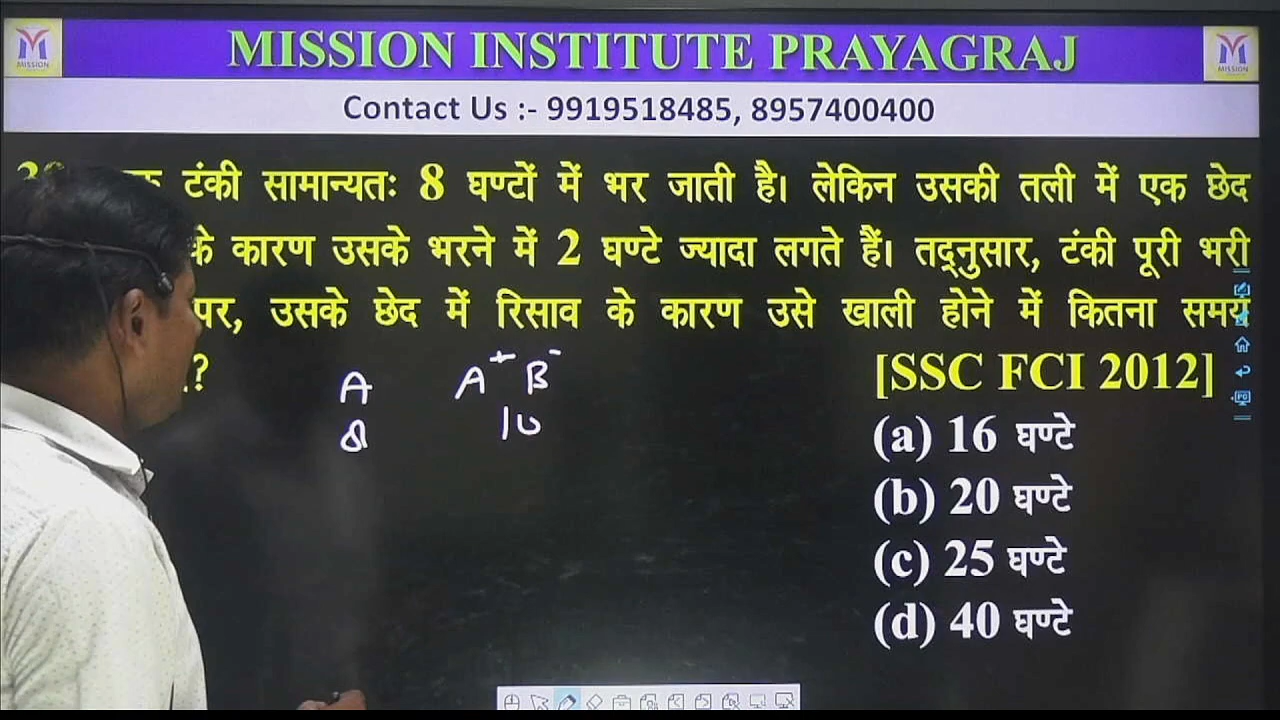 MISSION INSTITUTE PRAYAGRAJ
MISSION
MISSION
Contact Us :- 9919518485, 8957400400
टंकी सामान्यतः 8 घण्टों में भर जाती है। लेकिन उसकी तली में एक छेद
के कारण उसके भरने में 2 घण्टे ज्यादा लगते हैं। तद्नुसार, टंकी पूरी भरी
पर, उसके छेद में रिसाव के कारण उसे खाली होने में कितना समय
?
[SSC FCI 2012]
A A+ B-
8 10
(a) 16 घण्टे
(b) 20 घण्टे
(c) 25 घण्टे
(d) 40 घण्टे